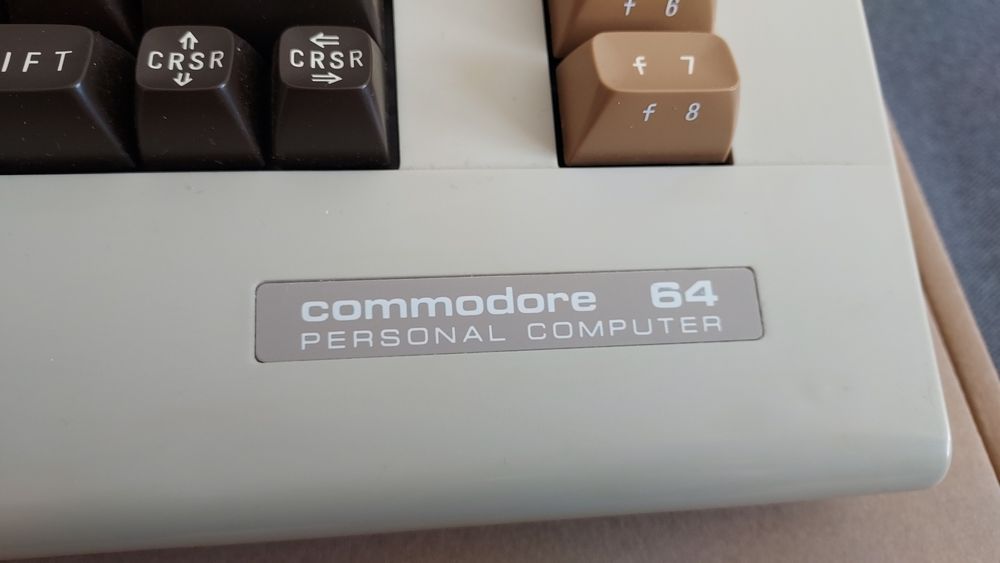 f 6
IFT
CRSR
CRSR
f 7
f 8
commodore 64
PERSONAL COMPUTER